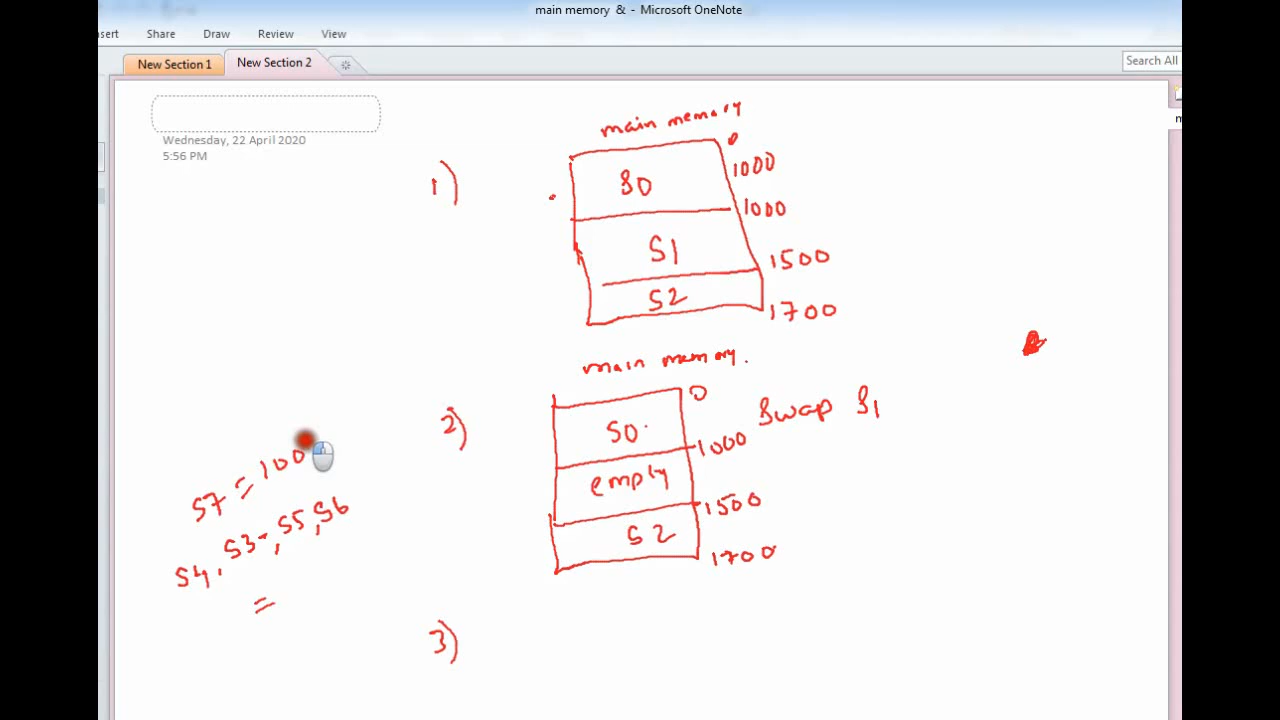 main memory & - Microsoft OneNote
sert Share Draw Review View
New Section 1 New Section 2
Search All
Wednesday, 22 April 2020
5:56 PM
main memory
1)
0
S0 1000
1000
S1 1500
S2 1700
main memory.
2)
0
Swap S1
S0 1000
empty 1500
S2 1700
S7 = 100
S4, S3, S5, S6
=
3)